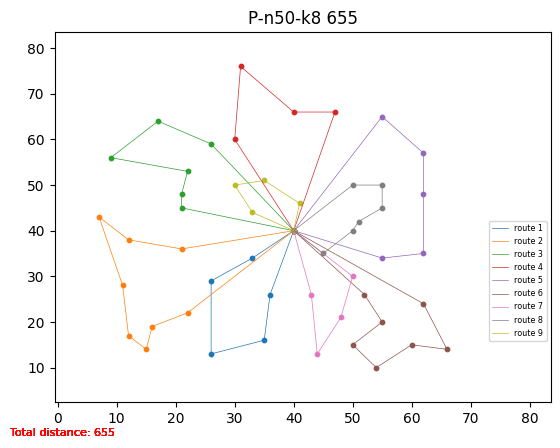 P-n50-k8 655
80
70
60
50
40
30
20
10
0 10 20 30 40 50 60 70 80
route 1
route 2
route 3
route 4
route 5
route 6
route 7
route 8
route 9
Total distance: 655